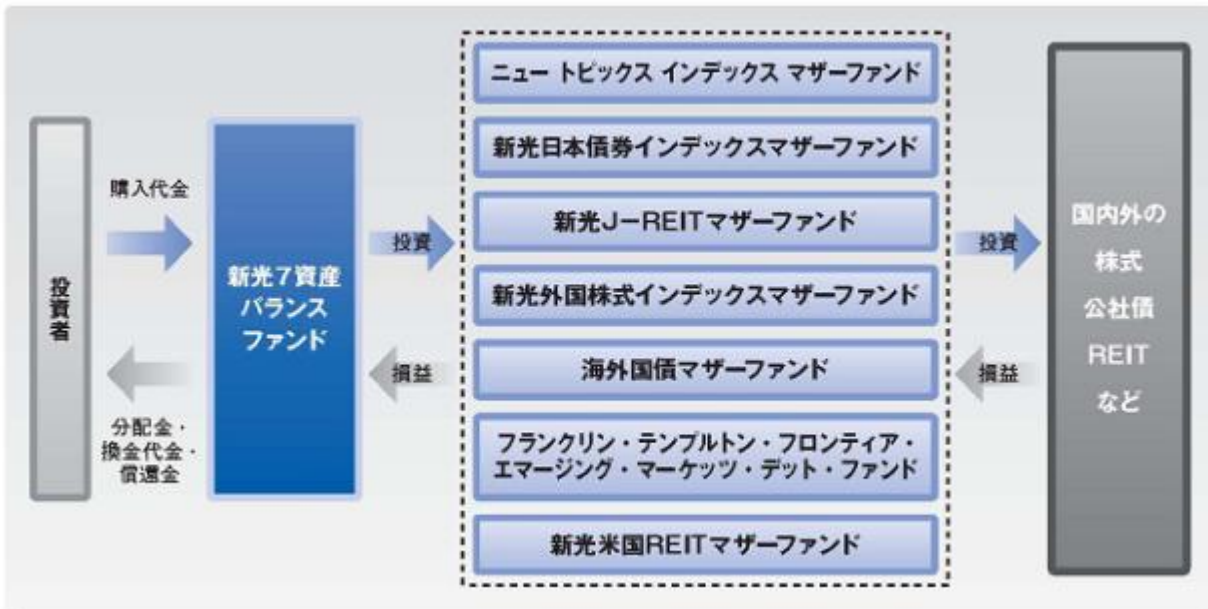 投資者
購入代金
分配金・
換金代金・
償還金
新光7資産
バランス
ファンド
投資
損益
ニュー トピックス インデックス マザーファンド
新光日本債券インデックスマザーファンド
新光J－REITマザーファンド
新光外国株式インデックスマザーファンド
海外国債マザーファンド
フランクリン・テンプルトン・フロンティア・
エマージング・マーケッツ・デット・ファンド
新光米国REITマザーファンド
投資
損益
国内外の
株式
公社債
REIT
など